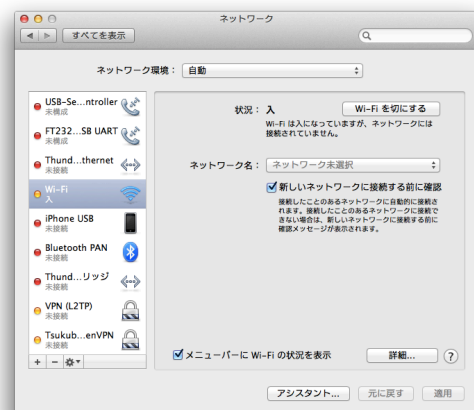 ネットワーク
すべてを表示
ネットワーク環境： 自動
USB-Se...ntroller
未構成
FT232...SB UART
未構成
Thund...thernet
未接続
Wi-Fi
入
iPhone USB
未接続
Bluetooth PAN
未接続
Thund...リッジ
未接続
VPN (L2TP)
未接続
Tsukub...enVPN
未接続
状況： 入
Wi-Fi を切にする
Wi-Fi は入になっていますが、ネットワークには
接続されていません。
ネットワーク名： ネットワーク未選択
新しいネットワークに接続する前に確認
接続したことのあるネットワークに自動的に接続さ
れます。接続したことのあるネットワークに接続で
きない場合は、新しいネットワークに接続する前に
確認メッセージが表示されます。
メニューバーに Wi-Fi の状況を表示
詳細...
?
アシスタント...
元に戻す
適用